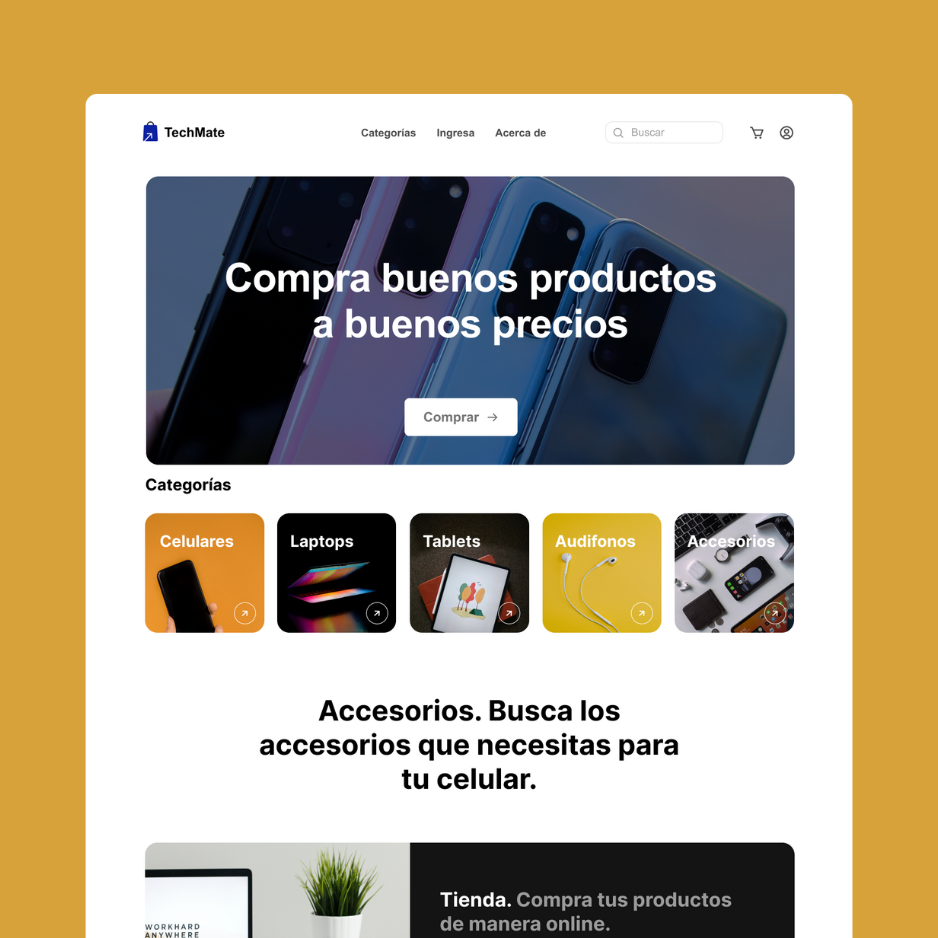 TechMate
Categorias
Ingresa
Acerca de
Buscar
Compra buenos productos
a buenos precios
Comprar
Categorías
Celulares
Laptops
Tablets
Audifonos
Accesorios
Accesorios. Busca los
accesorios que necesitas para
tu celular.
WORKHARD
ANYWHERE
Tienda. Compra tus productos
de manera online.